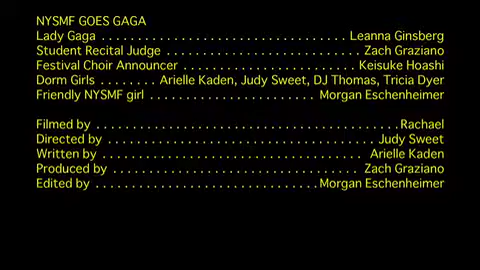 NYSMF GOES GAGA
Lady Gaga . . . . . . . . . . . . . . . . . . . . . . . . . . . . . . Leanna Ginsberg
Student Recital Judge . . . . . . . . . . . . . . . . . . . . . . . . Zach Graziano
Festival Choir Announcer . . . . . . . . . . . . . . . . . . . . . . Keisuke Hoashi
Dorm Girls . . . . . . . . Arielle Kaden, Judy Sweet, DJ Thomas, Tricia Dyer
Friendly NYSMF girl . . . . . . . . . . . . . . . . . . . . Morgan Eschenheimer
Filmed by . . . . . . . . . . . . . . . . . . . . . . . . . . . . . . . . . . . . . Rachael
Directed by . . . . . . . . . . . . . . . . . . . . . . . . . . . . . . . . . Judy Sweet
Written by . . . . . . . . . . . . . . . . . . . . . . . . . . . . . . . . Arielle Kaden
Produced by . . . . . . . . . . . . . . . . . . . . . . . . . . . . . . Zach Graziano
Edited by . . . . . . . . . . . . . . . . . . . . . . . . . . . Morgan Eschenheimer